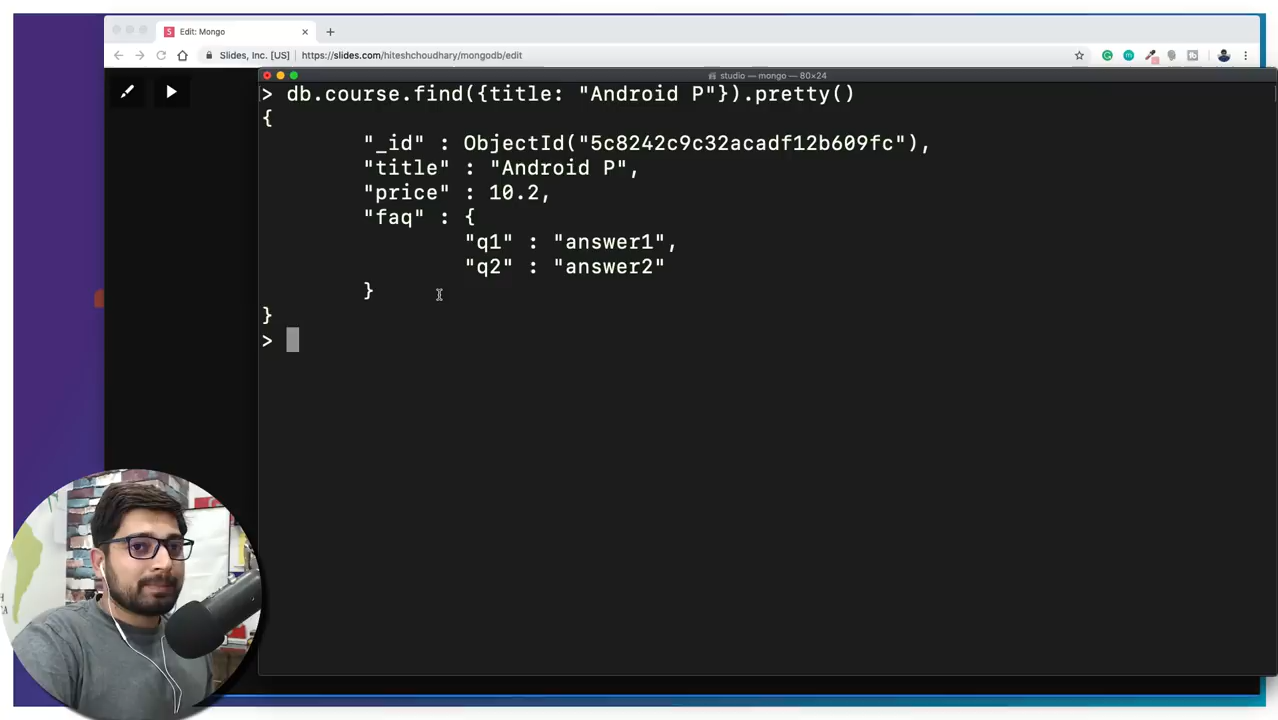 Edit: Mongo
Slides, Inc. [US]
https://slides.com/hiteshchoudhary/mongodb/edit
studio — mongo — 80×24
> db.course.find({title: "Android P"}).pretty()
{
"_id" : ObjectId("5c8242c9c32acadf12b609fc"),
"title" : "Android P",
"price" : 10.2,
"faq" : {
"q1" : "answer1",
"q2" : "answer2"
}
}
>